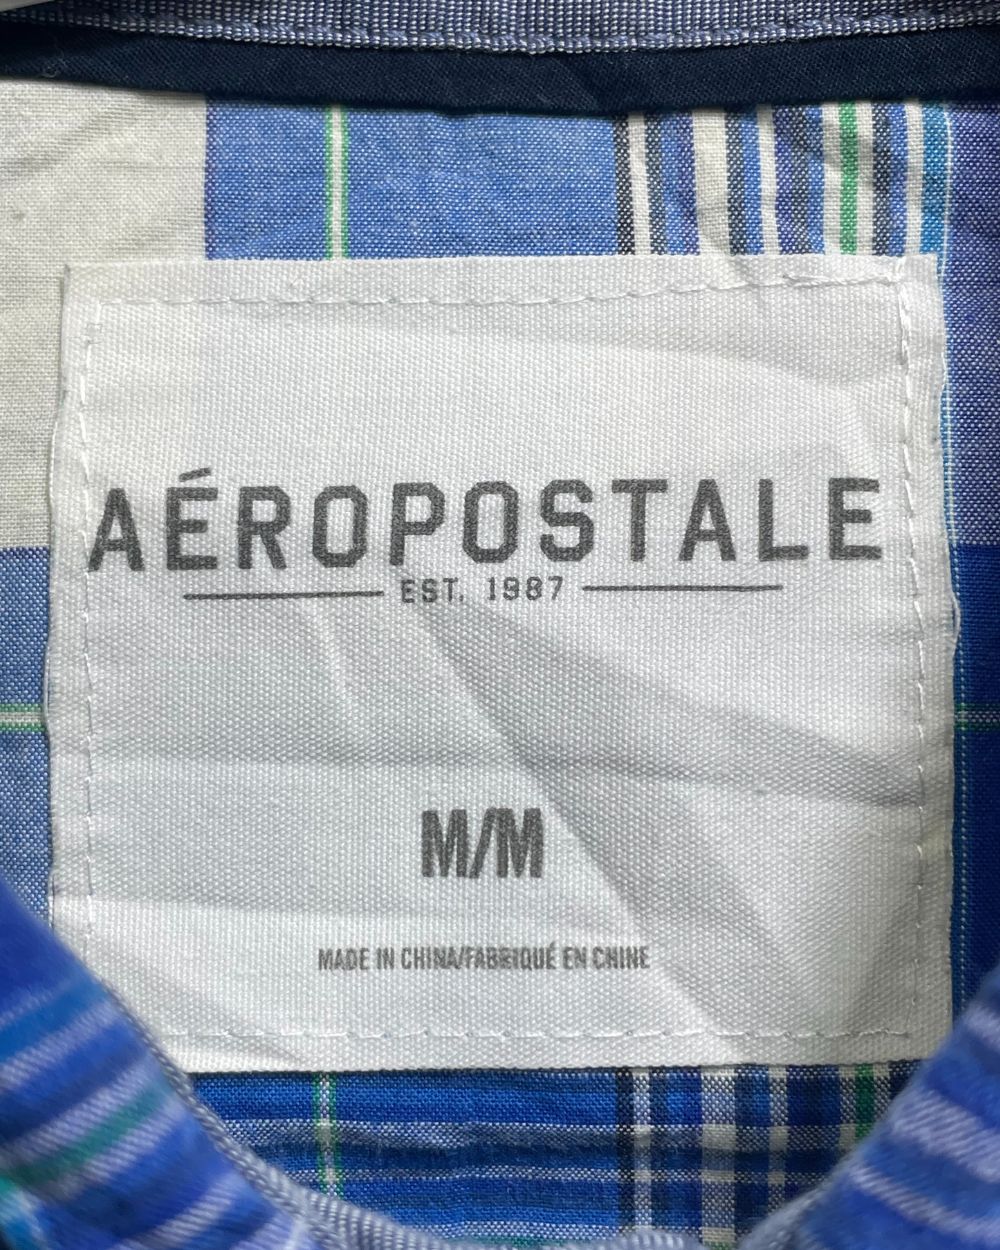 AÉROPOSTALE
EST. 1987
M/M
MADE IN CHINA/FABRIQUÉ EN CHINE